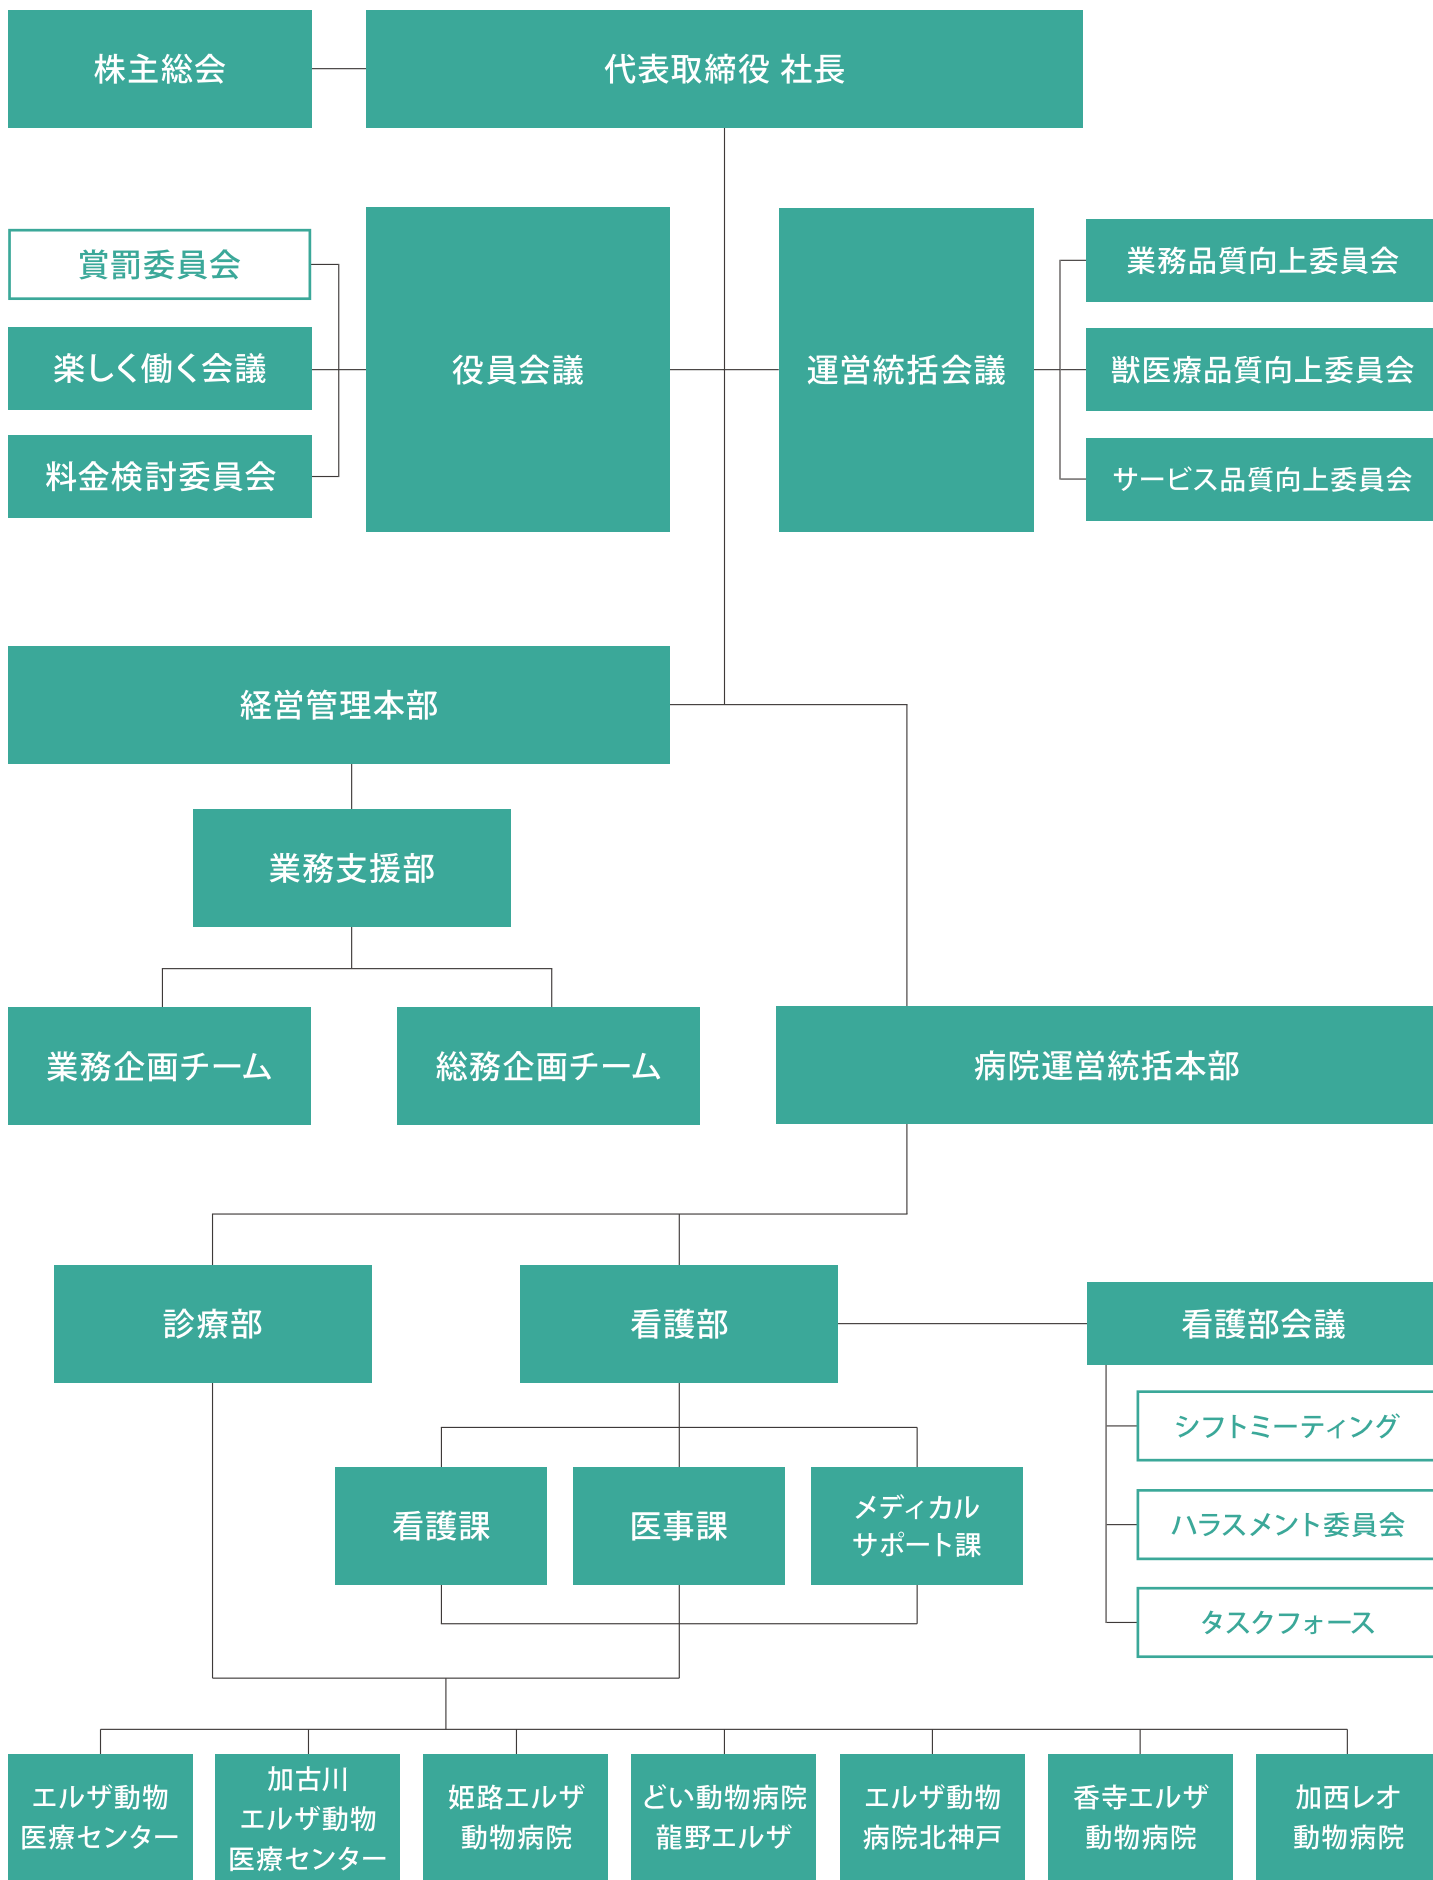 株主総会
代表取締役 社長
賞罰委員会
楽しく働く会議
料金検討委員会
役員会議
運営統括会議
業務品質向上委員会
獣医療品質向上委員会
サービス品質向上委員会
経営管理本部
業務支援部
業務企画チーム
総務企画チーム
病院運営統括本部
診療部
看護部
看護部会議
シフトミーティング
ハラスメント委員会
タスクフォース
看護課
医事課
メディカル
サポート課
エルザ動物
医療センター
加古川
エルザ動物
医療センター
姫路エルザ
動物病院
どい動物病院
龍野エルザ
エルザ動物
病院北神戸
香寺エルザ
動物病院
加西レオ
動物病院